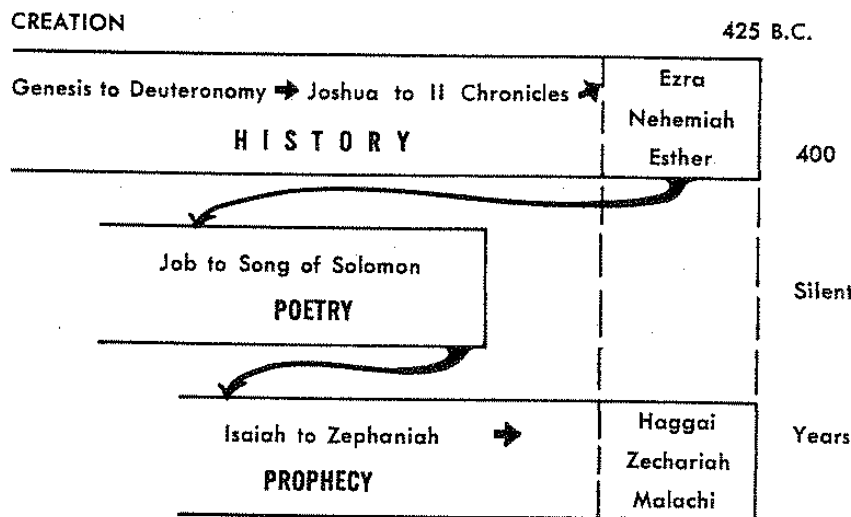 CREATION
425 B.C.
Genesis to Deuteronomy → Joshua to II Chronicles
HISTORY
Ezra
Nehemiah
Esther
400
Job to Song of Solomon
POETRY
Silent
Isaiah to Zephaniah
PROPHECY
Haggai
Zechariah
Malachi
Years